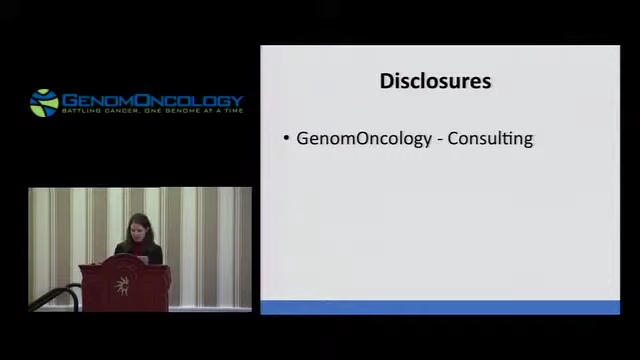 GENOMONCOLOGY
BATTLING CANCER, ONE GENOME AT A TIME
Disclosures
• GenomOncology - Consulting